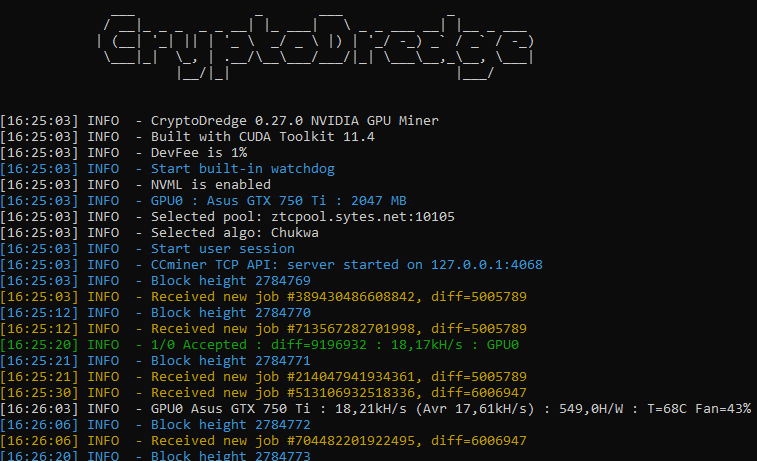 CryptoDredge
[16:25:03] INFO  - CryptoDredge 0.27.0 NVIDIA GPU Miner
[16:25:03] INFO  - Built with CUDA Toolkit 11.4
[16:25:03] INFO  - DevFee is 1%
[16:25:03] INFO  - Start built-in watchdog
[16:25:03] INFO  - NVML is enabled
[16:25:03] INFO  - GPU0 : Asus GTX 750 Ti : 2047 MB
[16:25:03] INFO  - Selected pool: ztcpool.sytes.net:10105
[16:25:03] INFO  - Selected algo: Chukwa
[16:25:03] INFO  - Start user session
[16:25:03] INFO  - CCminer TCP API: server started on 127.0.0.1:4068
[16:25:03] INFO  - Block height 2784769
[16:25:03] INFO  - Received new job #389430486608842, diff=5005789
[16:25:12] INFO  - Block height 2784770
[16:25:12] INFO  - Received new job #713567282701998, diff=5005789
[16:25:20] INFO  - 1/0 Accepted : diff=9196932 : 18,17kH/s : GPU0
[16:25:21] INFO  - Block height 2784771
[16:25:21] INFO  - Received new job #214047941934361, diff=5005789
[16:25:30] INFO  - Received new job #513106932518336, diff=6006947
[16:26:03] INFO  - GPU0 Asus GTX 750 Ti : 18,21kH/s (Avr 17,61kH/s) : 549,0H/W : T=68C Fan=43%
[16:26:06] INFO  - Block height 2784772
[16:26:06] INFO  - Received new job #704482201922495, diff=6006947
[16:26:20] INFO  - Block height 2784773